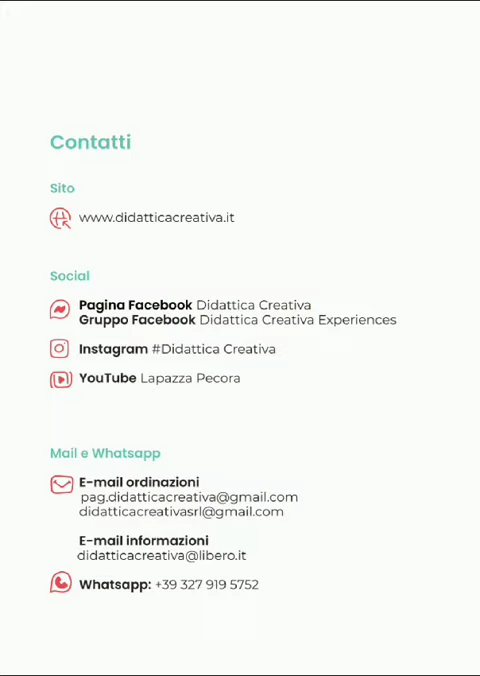 Contatti
Sito
www.didatticacreativa.it
Social
Pagina Facebook Didattica Creativa
Gruppo Facebook Didattica Creativa Experiences
Instagram #Didattica Creativa
YouTube Lapazza Pecora
Mail e Whatsapp
E-mail ordinazioni
pag.didatticacreativa@gmail.com
didatticacreativasrl@gmail.com
E-mail informazioni
didatticacreativa@libero.it
Whatsapp: +39 327 919 5752